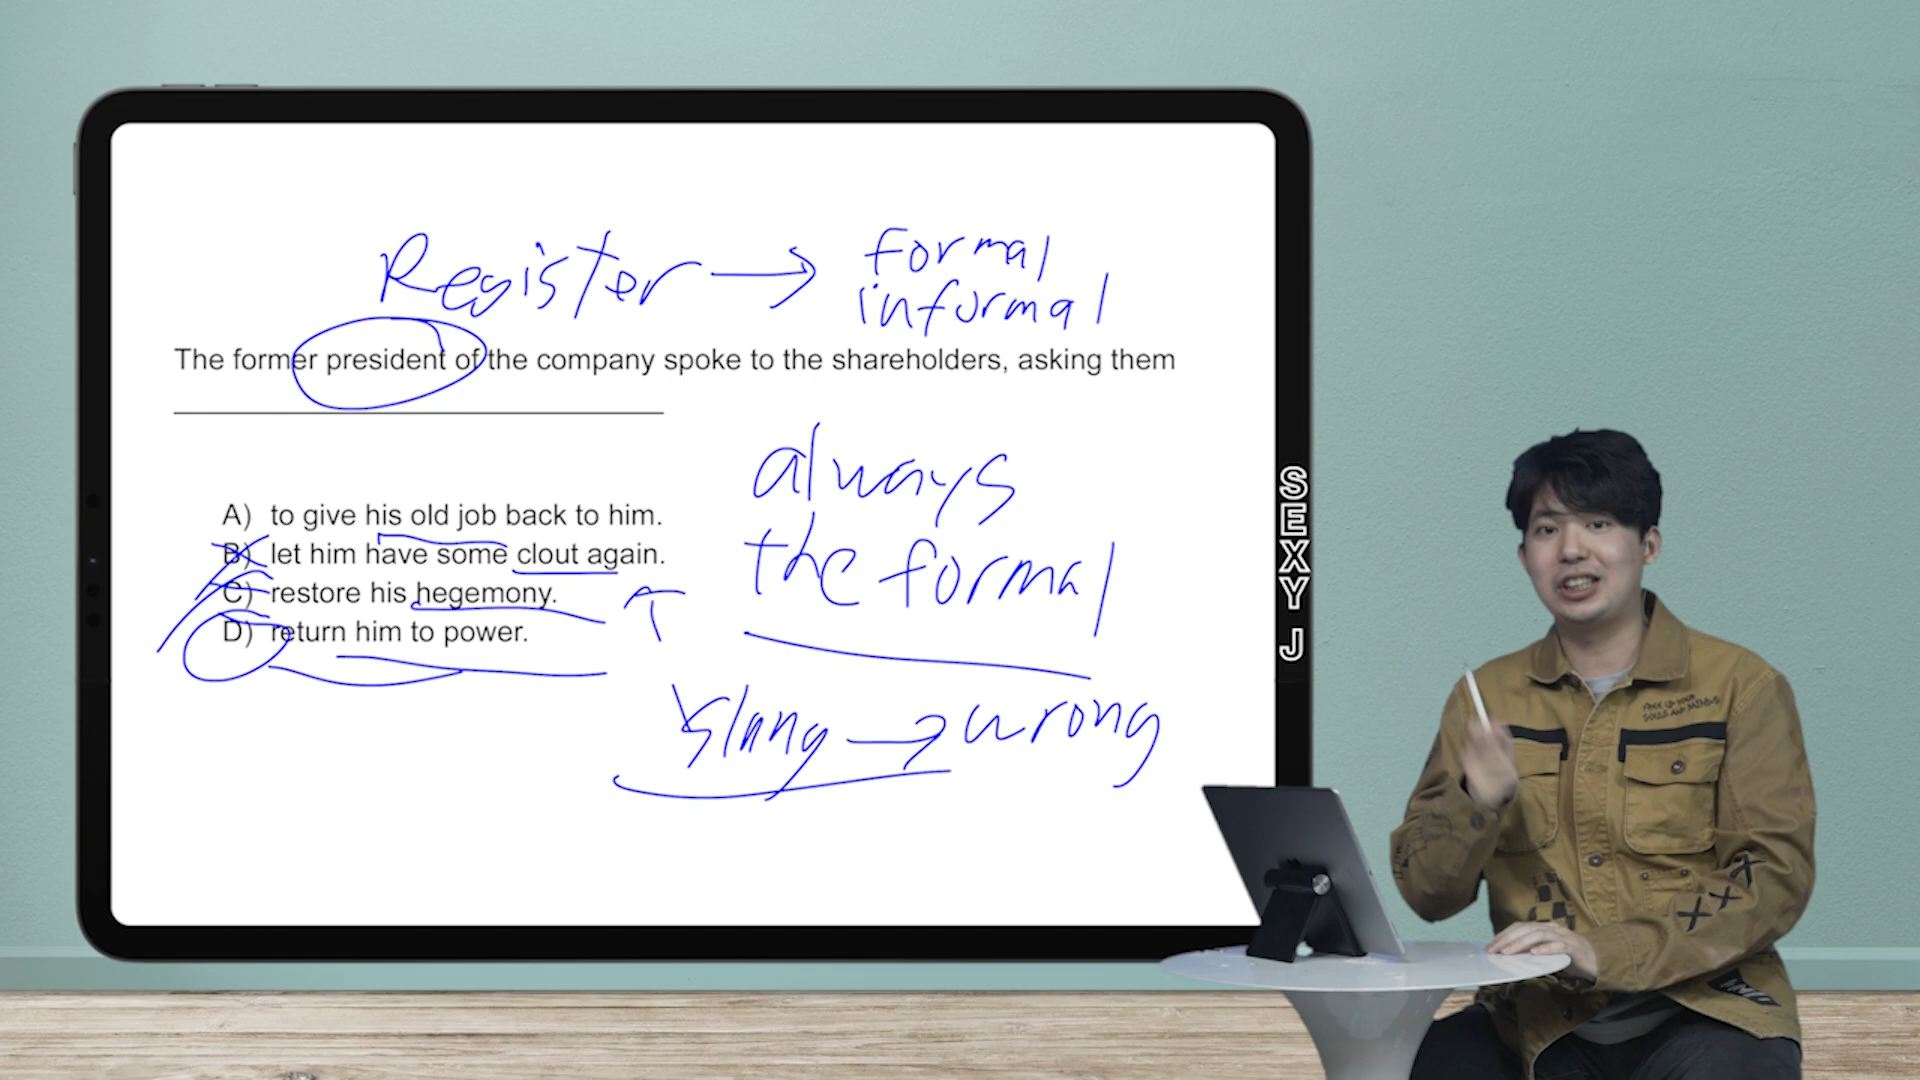 Register → formal
informal
The former president of the company spoke to the shareholders, asking them
A) to give his old job back to him.
B) let him have some clout again.
C) restore his hegemony.
D) return him to power.
always
the formal
slang → wrong
SEXY J